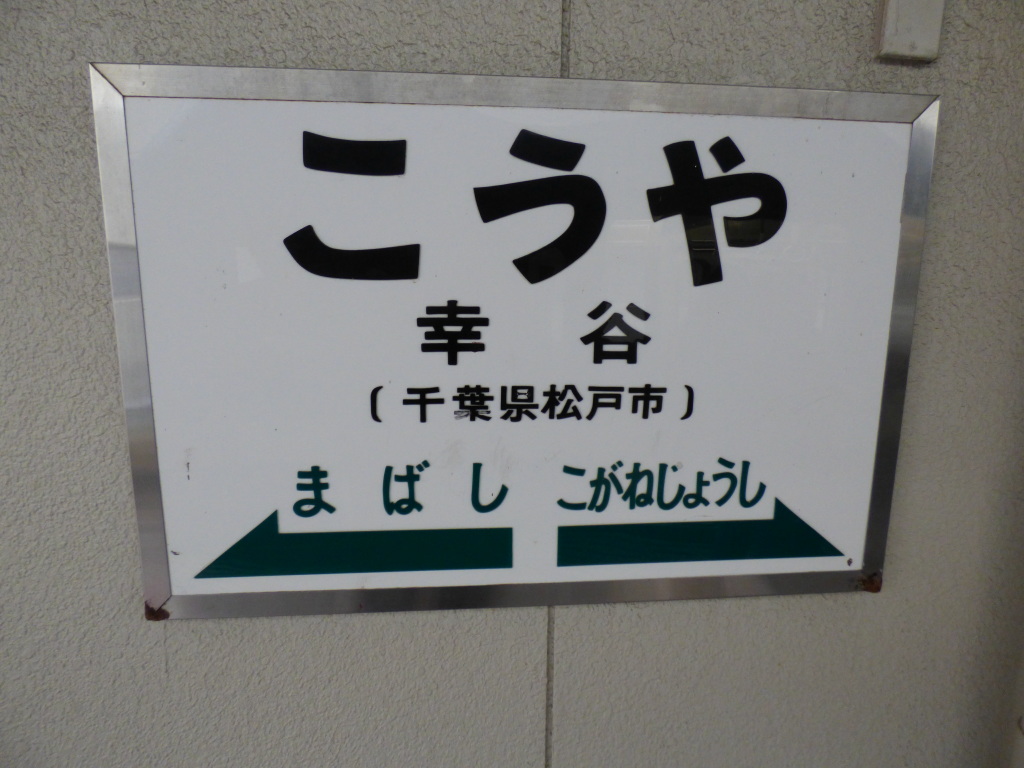 こうや
幸谷
(千葉県松戸市)
まばし こがねじょうし